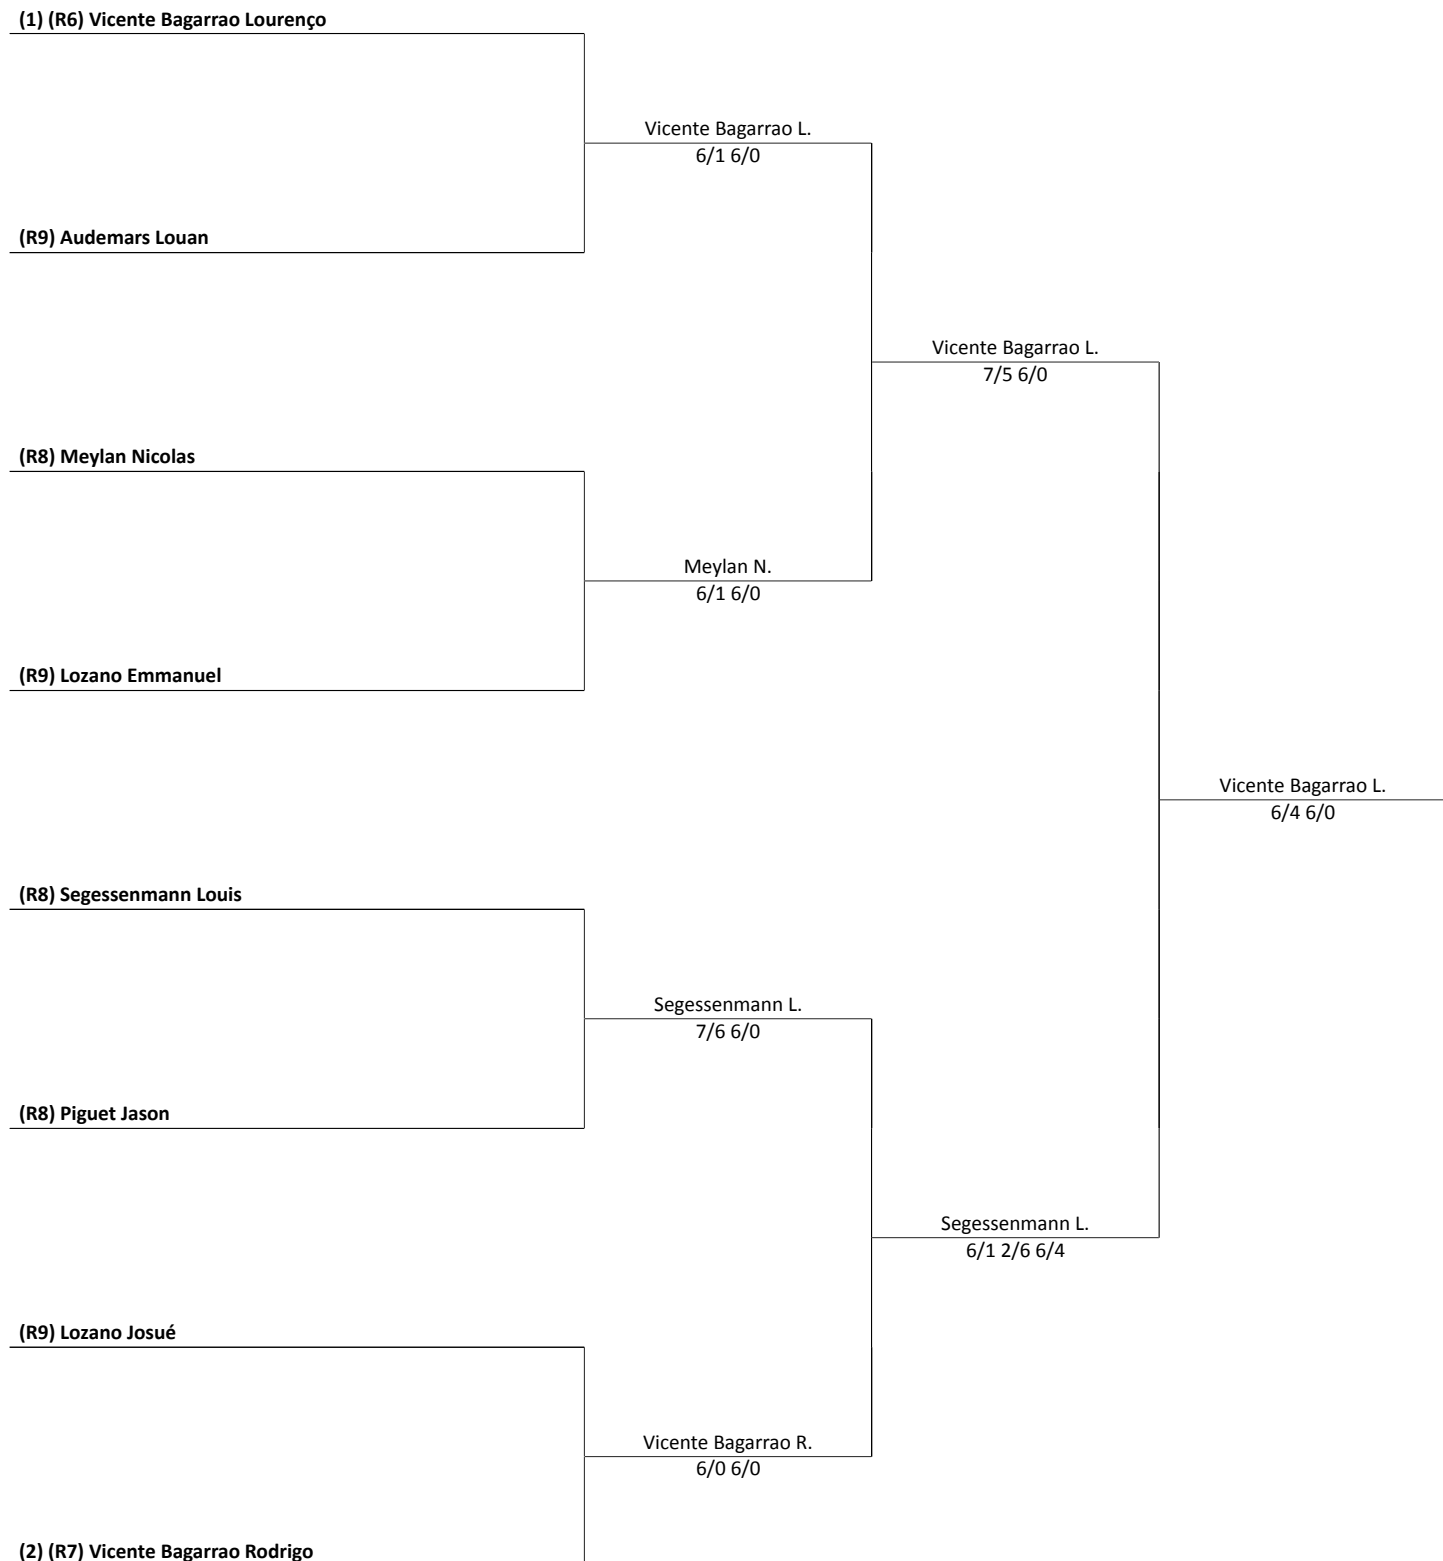 (1) (R6) Vicente Bagarrao Lourenço
Vicente Bagarrao L.
6/1 6/0
(R9) Audemars Louan
Vicente Bagarrao L.
7/5 6/0
(R8) Meylan Nicolas
Meylan N.
6/1 6/0
(R9) Lozano Emmanuel
Vicente Bagarrao L.
6/4 6/0
(R8) Segessenmann Louis
Segessenmann L.
7/6 6/0
(R8) Piguet Jason
Segessenmann L.
6/1 2/6 6/4
(R9) Lozano Josué
Vicente Bagarrao R.
6/0 6/0
(2) (R7) Vicente Bagarrao Rodrigo